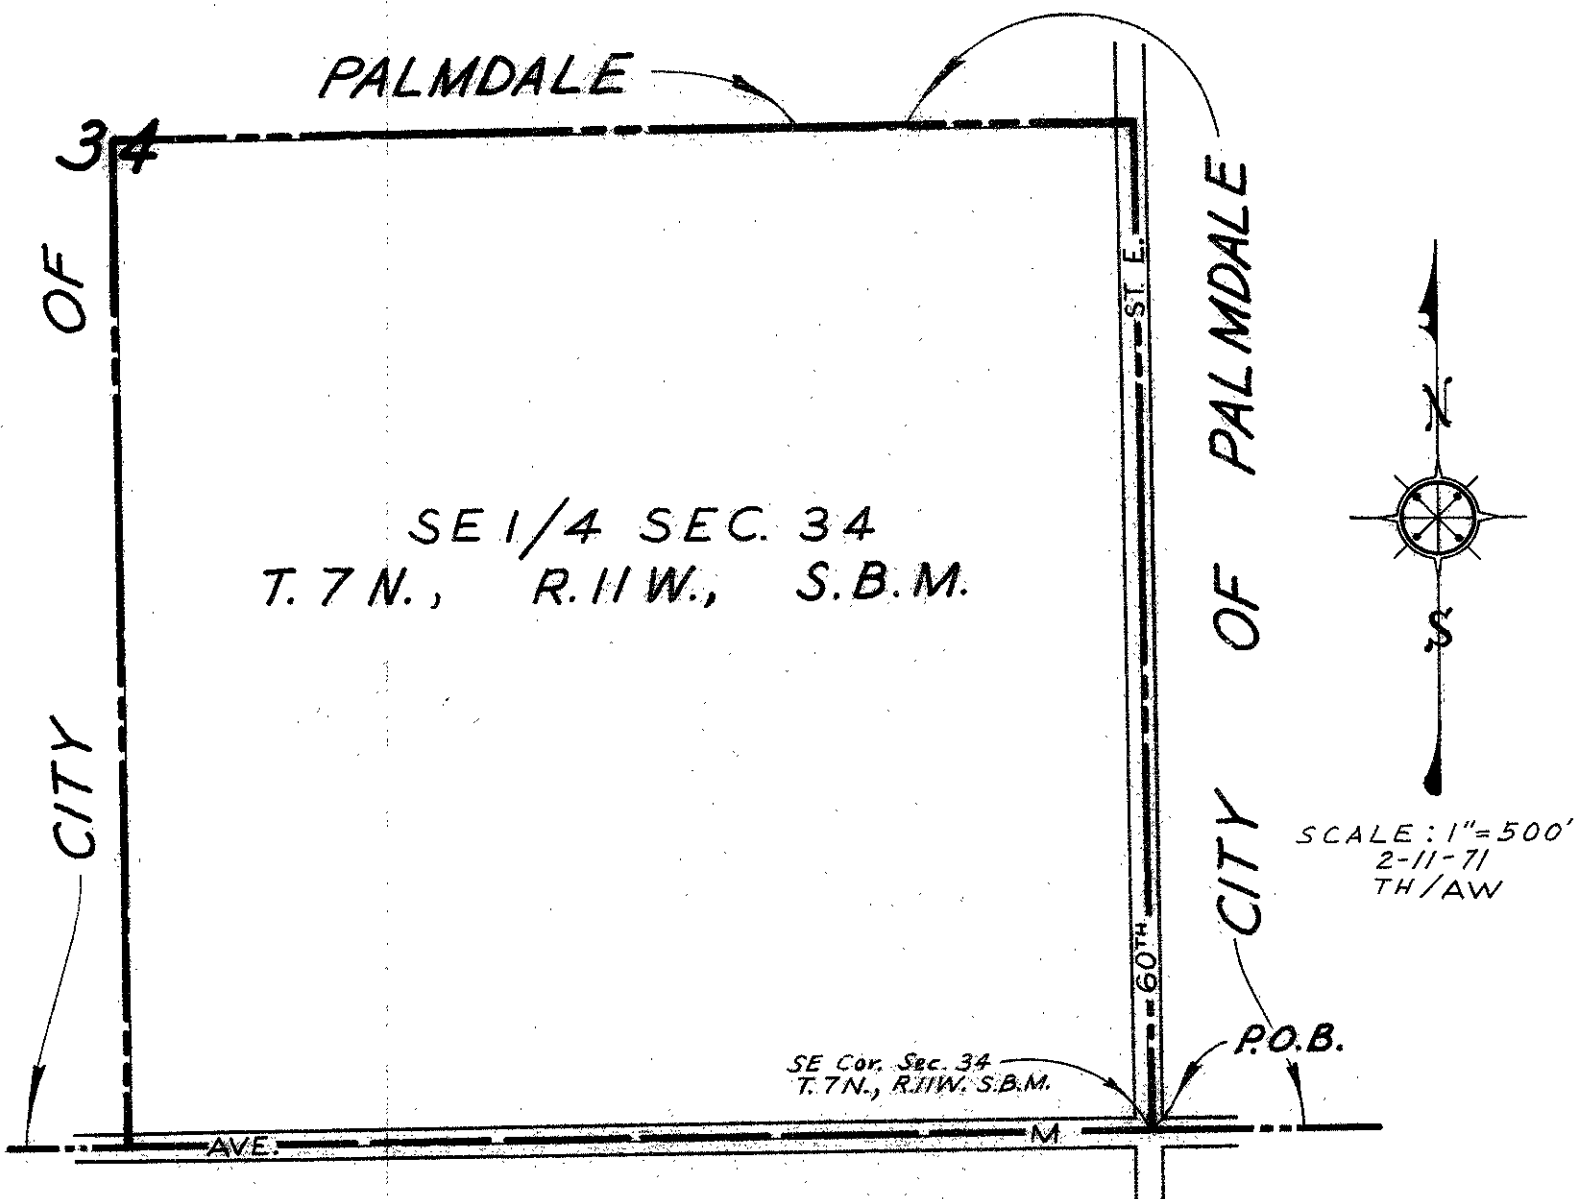 PALMDALE
34
CITY OF
ST. E.
CITY OF PALMDALE
N
SE 1/4 SEC. 34
T. 7 N., R. 11 W., S.B.M.
S
SCALE: 1"=500'
2-11-71
TH/AW
60TH
P.O.B.
SE Cor. Sec. 34
T. 7 N., R. 11 W. S.B.M.
AVE. M